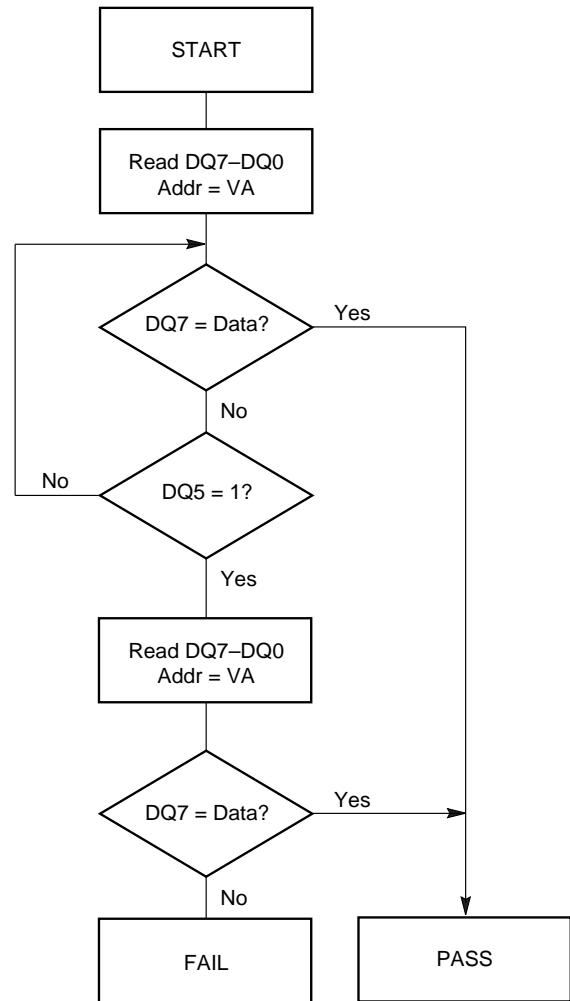 START
Read DQ7–DQ0
Addr = VA
DQ7 = Data?
Yes
No
No
DQ5 = 1?
Yes
Read DQ7–DQ0
Addr = VA
DQ7 = Data?
Yes
No
FAIL
PASS